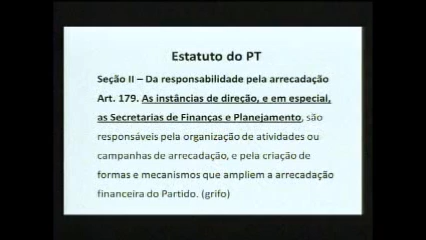 Estatuto do PT
Seção II – Da responsabilidade pela arrecadação
Art. 179. As instâncias de direção, e em especial,
as Secretarias de Finanças e Planejamento, são
responsáveis pela organização de atividades ou
campanhas de arrecadação, e pela criação de
formas e mecanismos que ampliem a arrecadação
financeira do Partido. (grifo)